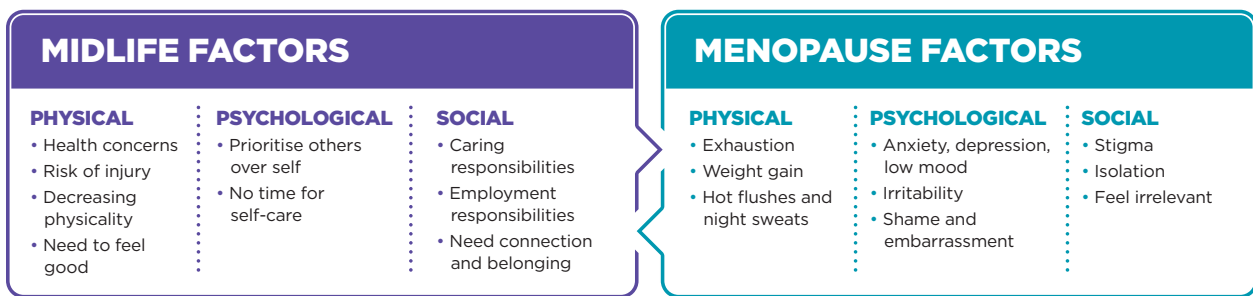 MIDLIFE FACTORS
PHYSICAL
• Health concerns
• Risk of injury
• Decreasing
physicality
• Need to feel
good
PSYCHOLOGICAL
• Prioritise others
over self
• No time for
self-care
SOCIAL
• Caring
responsibilities
• Employment
responsibilities
• Need connection
and belonging
MENOPAUSE FACTORS
PHYSICAL
• Exhaustion
• Weight gain
• Hot flushes and
night sweats
PSYCHOLOGICAL
• Anxiety, depression,
low mood
• Irritability
• Shame and
embarrassment
SOCIAL
• Stigma
• Isolation
• Feel irrelevant